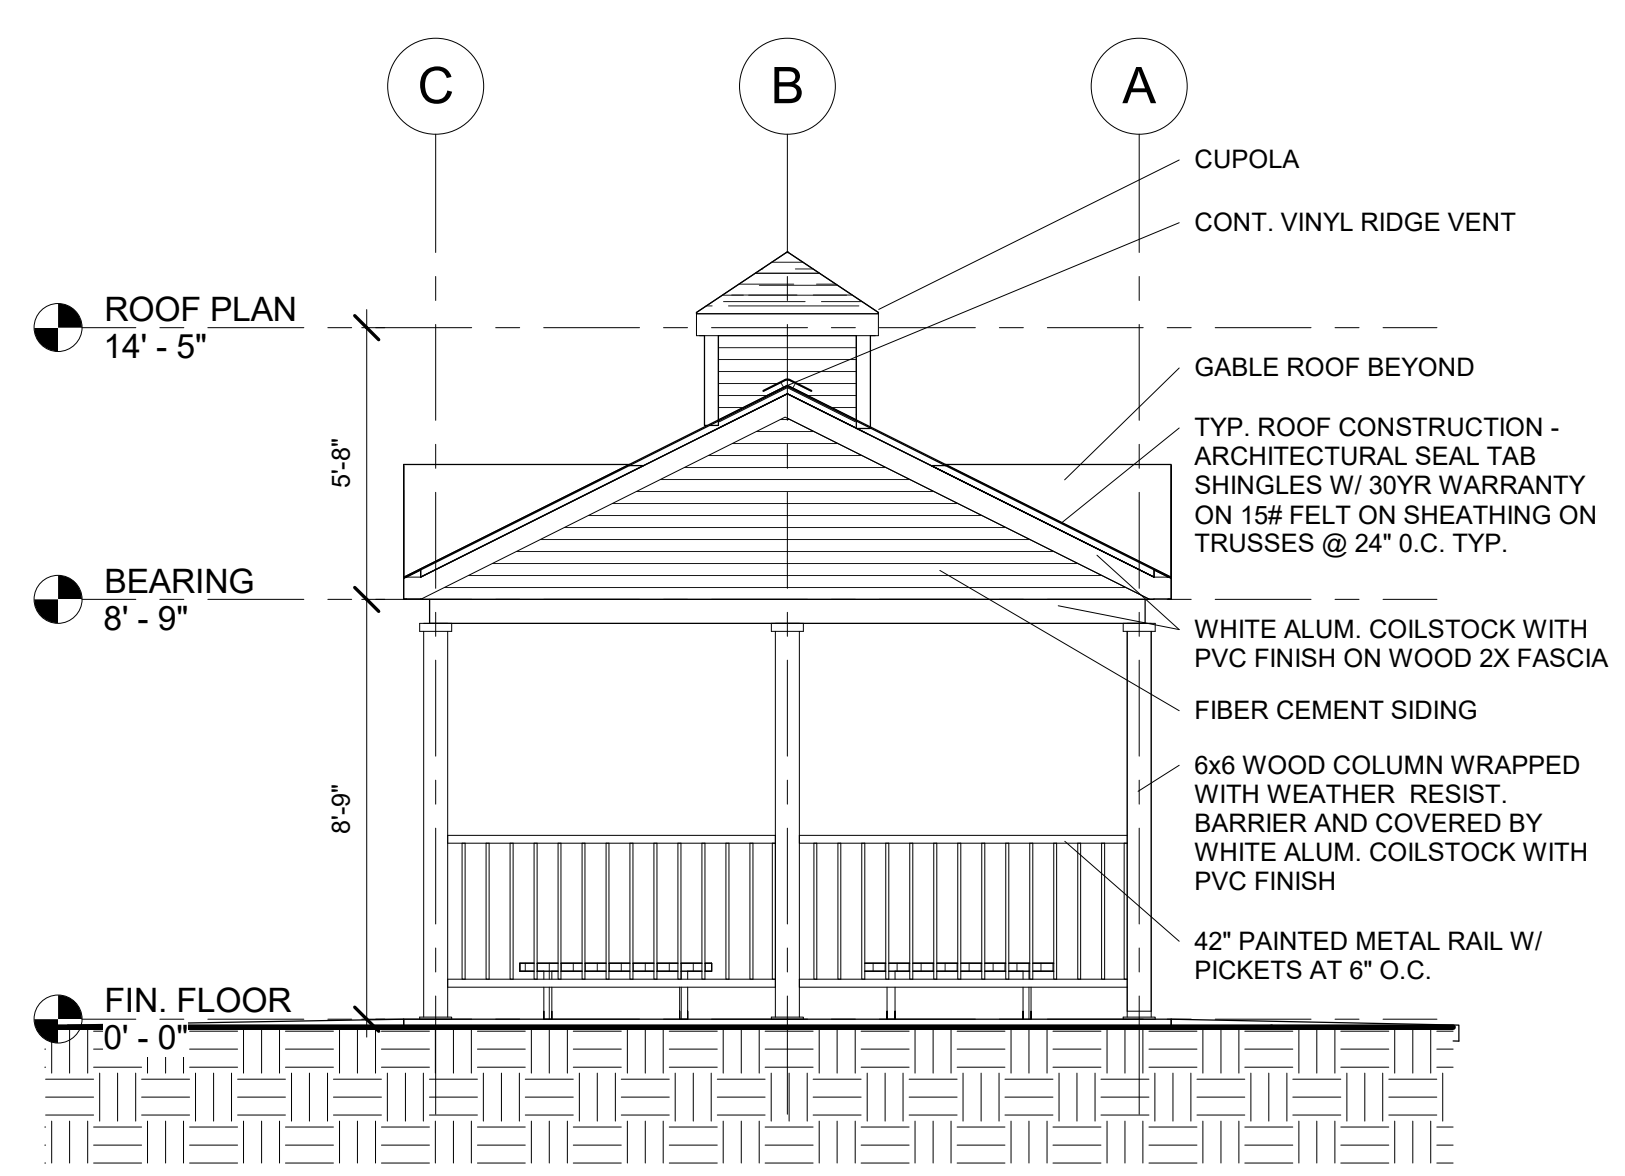 C
B
A
CUPOLA
CONT. VINYL RIDGE VENT
ROOF PLAN
14' - 5"
GABLE ROOF BEYOND
TYP. ROOF CONSTRUCTION -
ARCHITECTURAL SEAL TAB
SHINGLES W/ 30YR WARRANTY
ON 15# FELT ON SHEATHING ON
TRUSSES @ 24" 0.C. TYP.
5'-8"
BEARING
8' - 9"
WHITE ALUM. COILSTOCK WITH
PVC FINISH ON WOOD 2X FASCIA
FIBER CEMENT SIDING
6x6 WOOD COLUMN WRAPPED
WITH WEATHER  RESIST.
BARRIER AND COVERED BY
WHITE ALUM. COILSTOCK WITH
PVC FINISH
8'-9"
42" PAINTED METAL RAIL W/
PICKETS AT 6" O.C.
FIN. FLOOR
0' - 0"